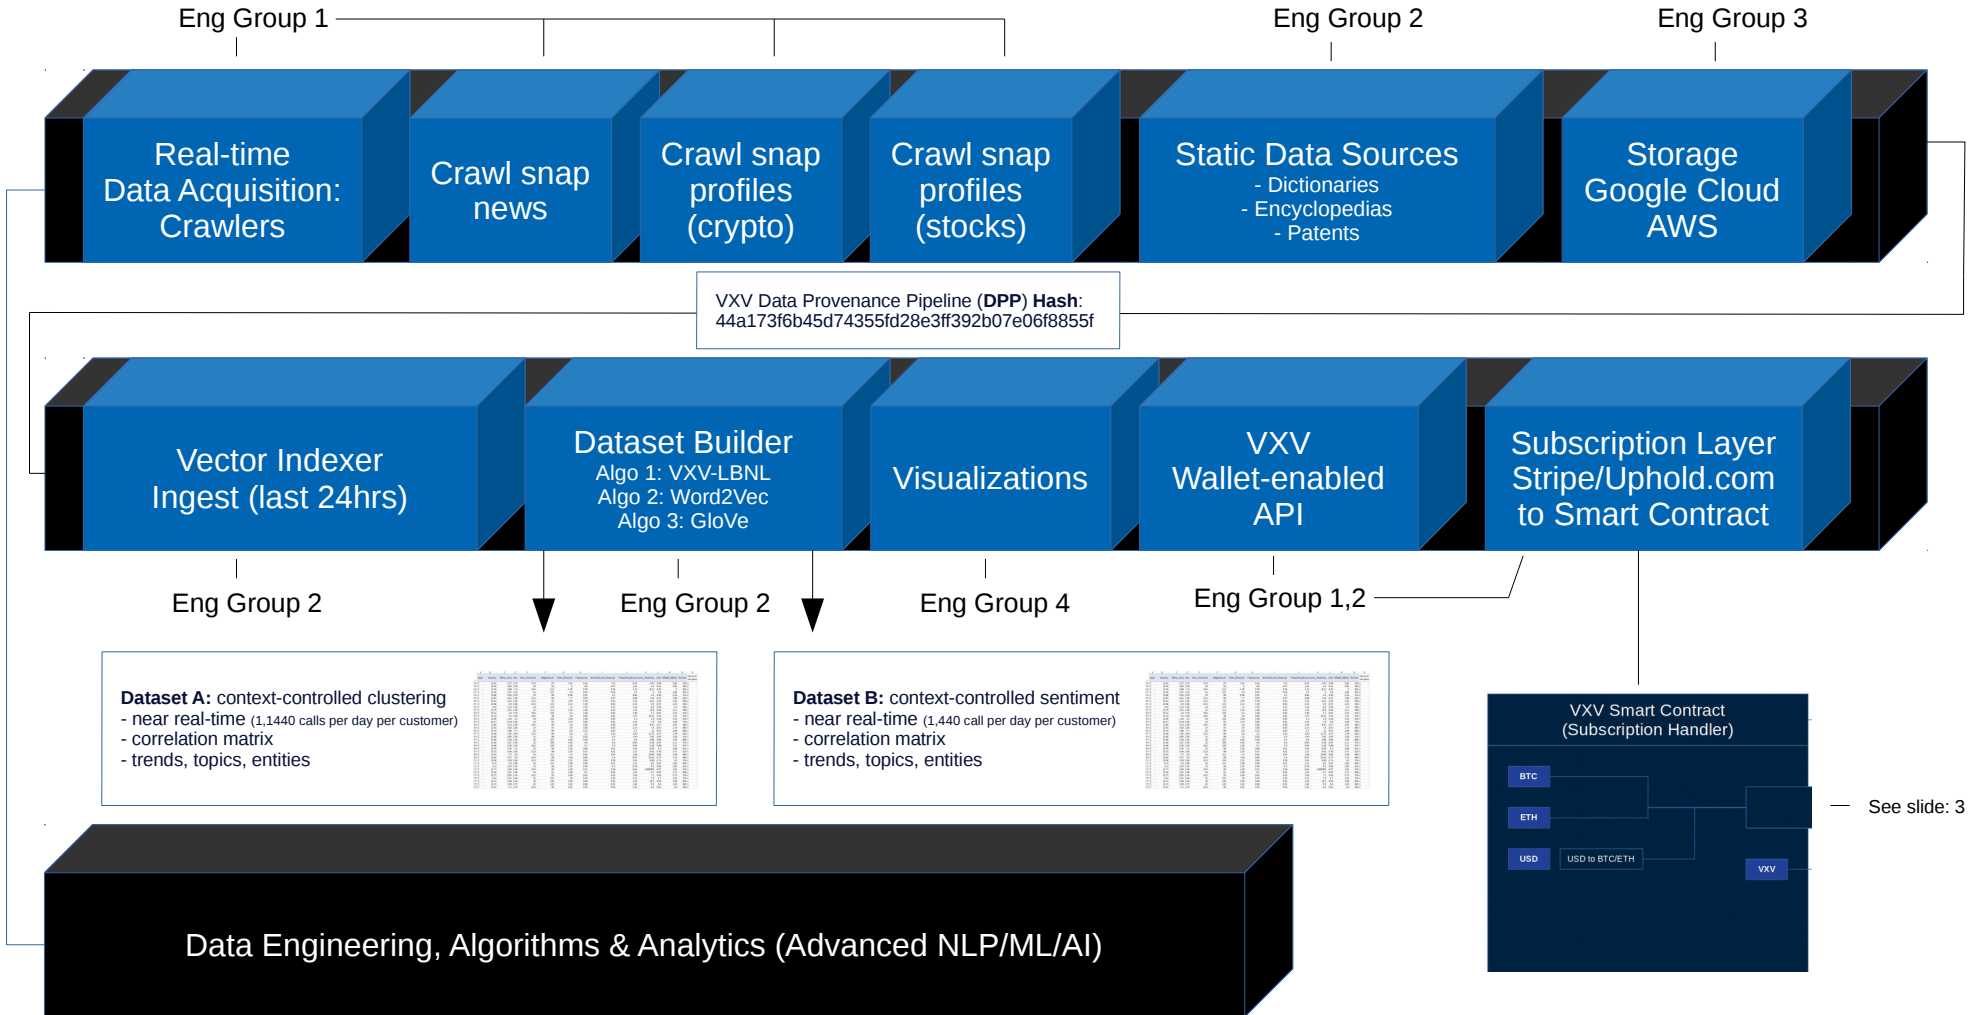 Eng Group 1
Eng Group 2
Eng Group 3
Real-time
Data Acquisition:
Crawlers
Crawl snap
news
Crawl snap
profiles
(crypto)
Crawl snap
profiles
(stocks)
Static Data Sources
- Dictionaries
- Encyclopedias
- Patents
Storage
Google Cloud
AWS
VXV Data Provenance Pipeline (DPP) Hash:
44a173f6b45d74355fd28e3ff392b07e06f8855f
Vector Indexer
Ingest (last 24hrs)
Dataset Builder
Algo 1: VXV-LBNL
Algo 2: Word2Vec
Algo 3: GloVe
Visualizations
VXV
Wallet-enabled
API
Subscription Layer
Stripe/Uphold.com
to Smart Contract
Eng Group 2
Eng Group 2
Eng Group 4
Eng Group 1,2
Dataset A: context-controlled clustering
- near real-time (1,1440 calls per day per customer)
- correlation matrix
- trends, topics, entities
Dataset B: context-controlled sentiment
- near real-time (1,440 call per day per customer)
- correlation matrix
- trends, topics, entities
VXV Smart Contract
(Subscription Handler)
BTC
ETH
USD
USD to BTC/ETH
VXV
See slide: 3
Data Engineering, Algorithms & Analytics (Advanced NLP/ML/AI)